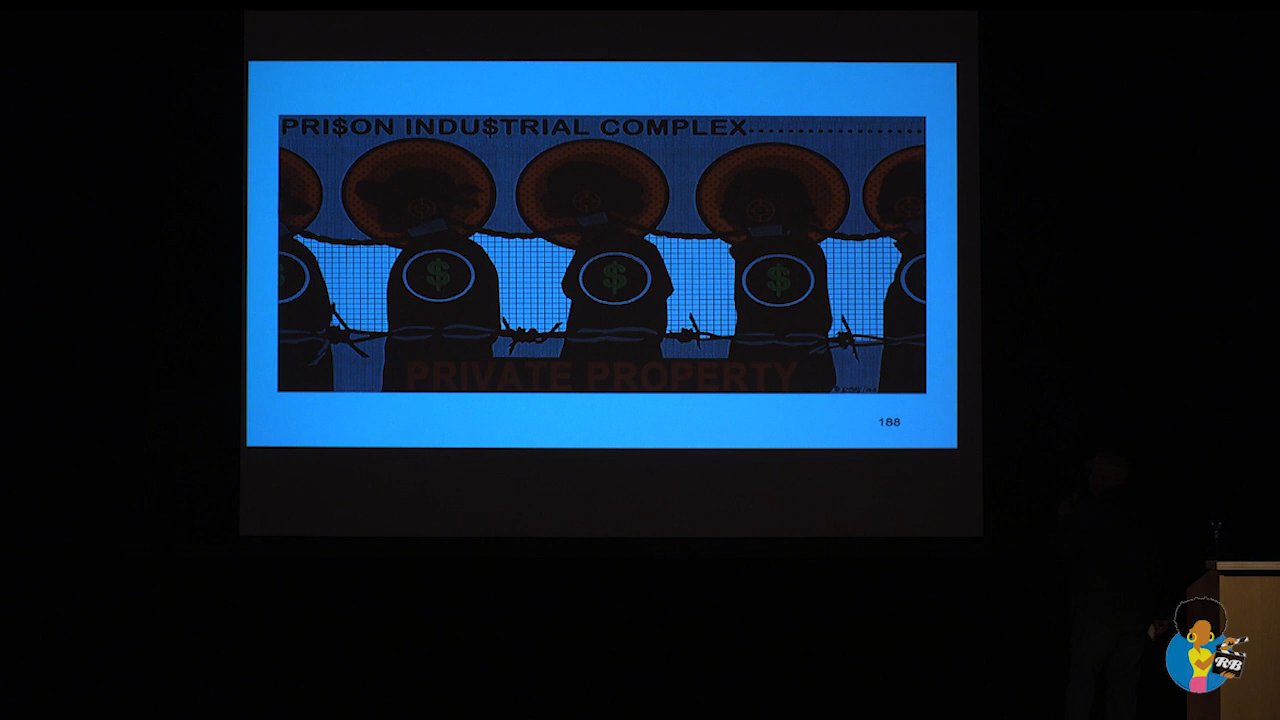 PRI$ON INDU$TRIAL COMPLEX
$ $ $ $
PRIVATE PROPERTY
188
RB